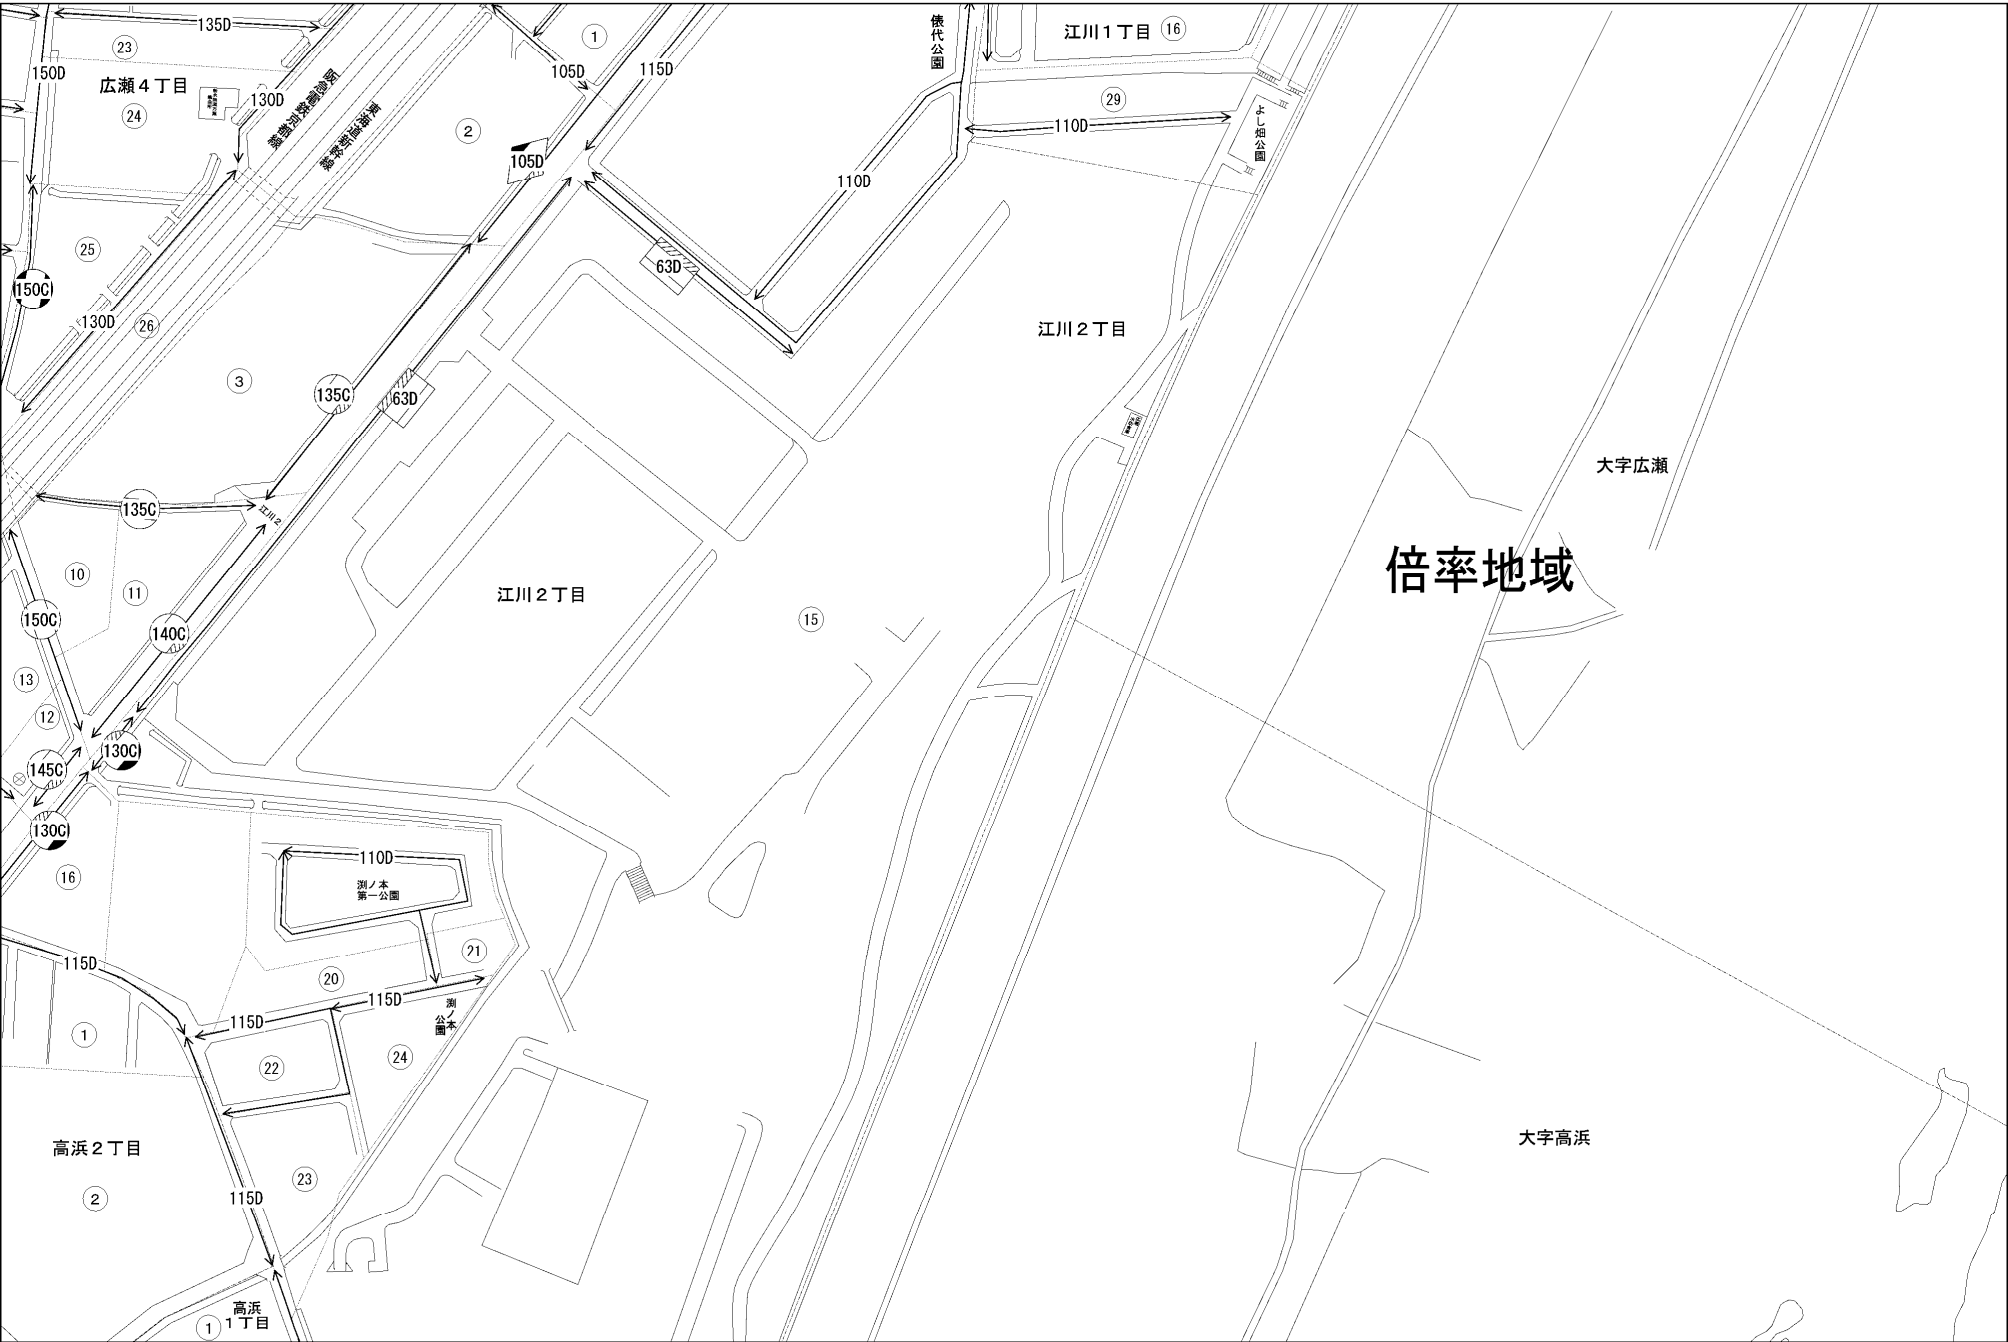 135D
23
150D
広瀬４丁目
24
130D
阪急電鉄京都線
東海道新幹線
105D
1
115D
2
105D
俵代公園
江川１丁目
16
29
110D
よし畑公園
110D
63D
25
150C
130D
26
3
135C
63D
江川２丁目
大字広瀬
倍率地域
135C
江川２
10
11
150C
140C
江川２丁目
15
13
12
145C
130C
130C
16
110D
渕ノ本
第一公園
21
20
115D
115D
115D
渕ノ本
公園
1
22
24
高浜２丁目
2
23
115D
大字高浜
高浜
１丁目
1